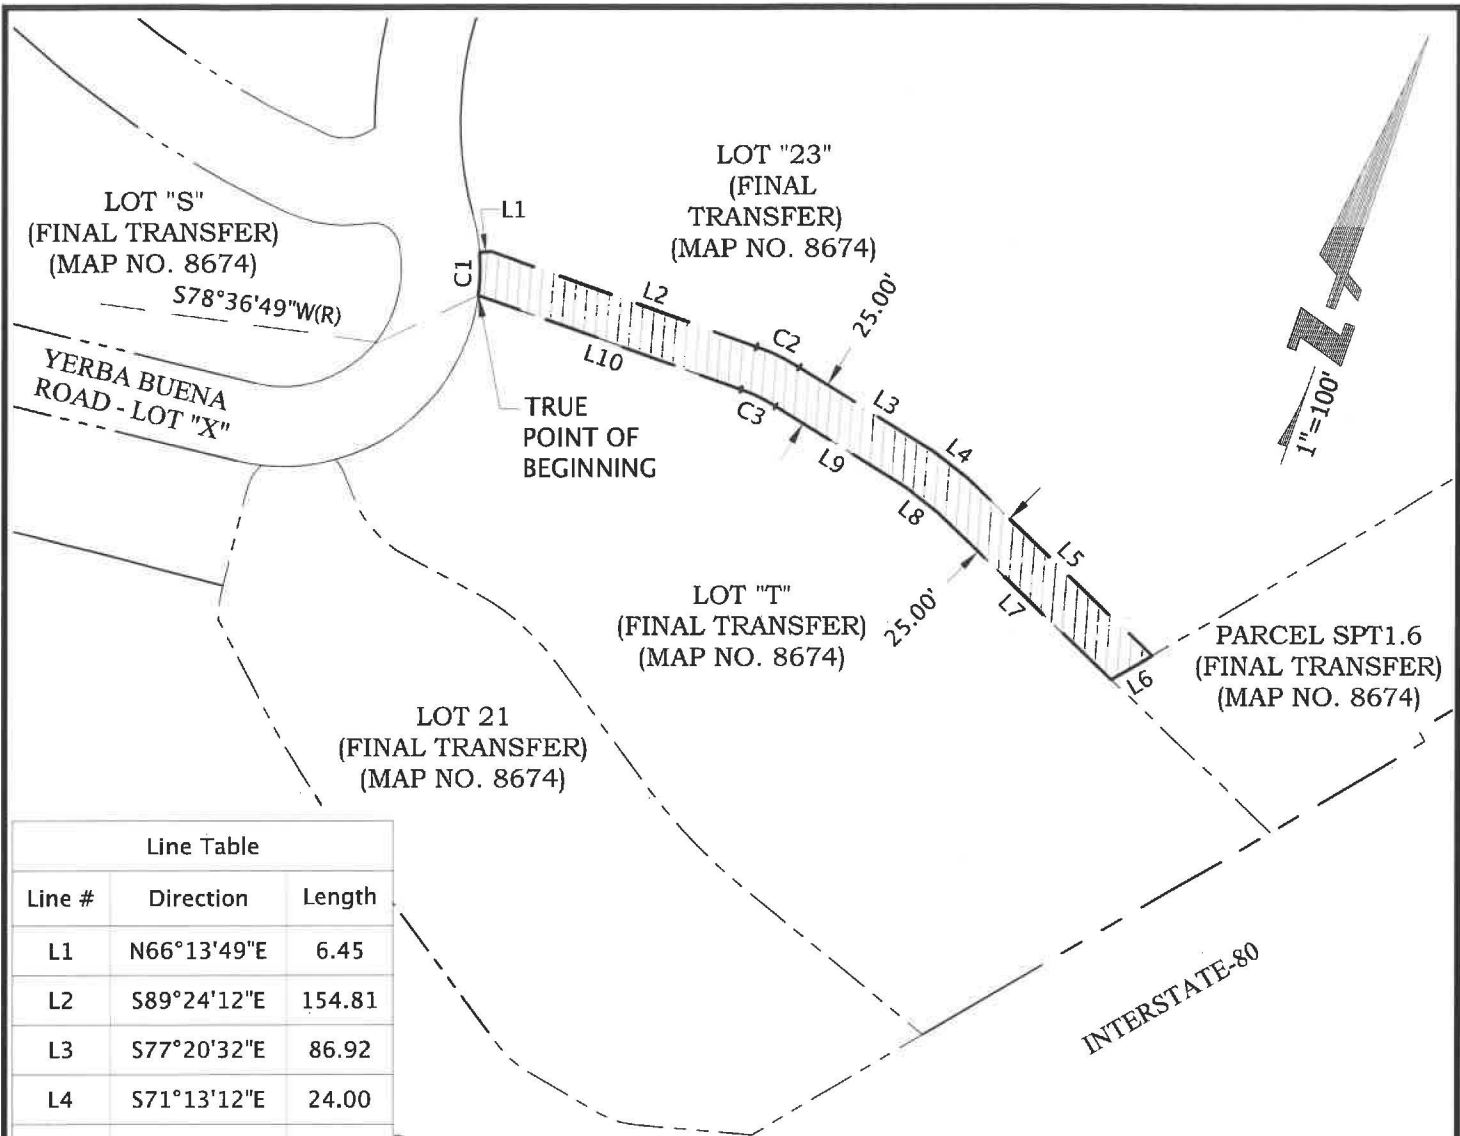 LOT "23"
(FINAL
TRANSFER)
(MAP NO. 8674)
LOT "S"
(FINAL TRANSFER)
(MAP NO. 8674)
S78°36'49"W(R)
L1
C1
L2
L10
C2
25.00'
C3
L3
L9
L4
L8
L5
L7
25.00'
L6
N
1"=100'
YERBA BUENA
ROAD - LOT "X"
TRUE
POINT OF
BEGINNING
LOT "T"
(FINAL TRANSFER)
(MAP NO. 8674)
PARCEL SPT1.6
(FINAL TRANSFER)
(MAP NO. 8674)
LOT 21
(FINAL TRANSFER)
(MAP NO. 8674)
INTERSTATE-80
Line Table
Line # Direction Length
L1 N66°13'49"E 6.45
L2 S89°24'12"E 154.81
L3 S77°20'32"E 86.92
L4 S71°13'12"E 24.00